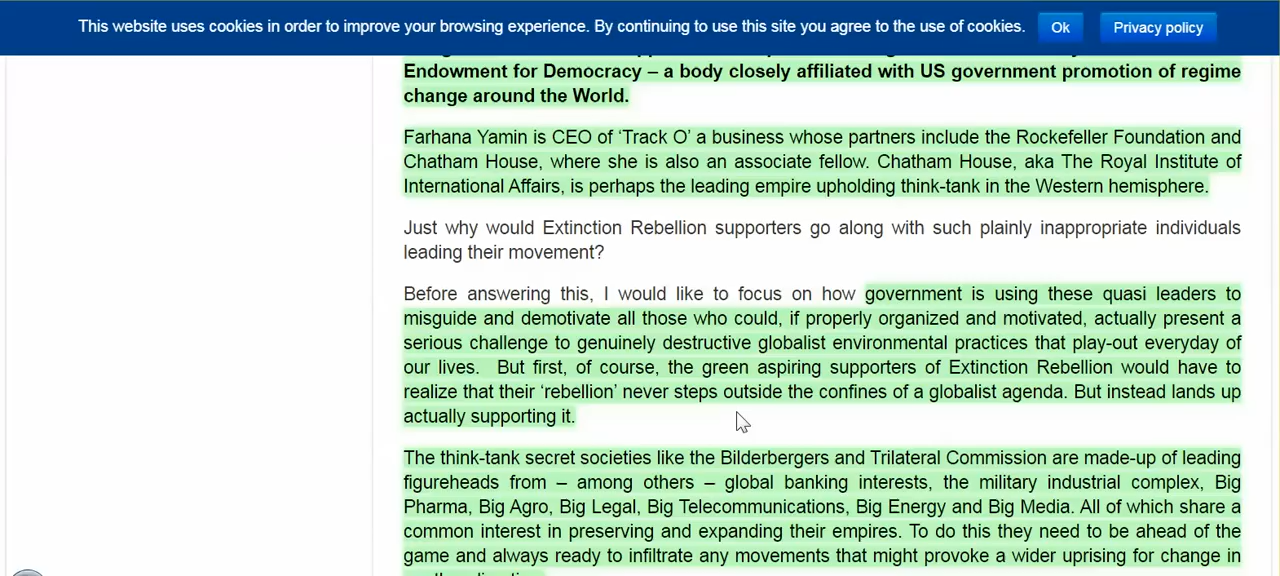 This website uses cookies in order to improve your browsing experience. By continuing to use this site you agree to the use of cookies. Ok Privacy policy
Endowment for Democracy – a body closely affiliated with US government promotion of regime
change around the World.
Farhana Yamin is CEO of ‘Track O’ a business whose partners include the Rockefeller Foundation and
Chatham House, where she is also an associate fellow. Chatham House, aka The Royal Institute of
International Affairs, is perhaps the leading empire upholding think-tank in the Western hemisphere.
Just why would Extinction Rebellion supporters go along with such plainly inappropriate individuals
leading their movement?
Before answering this, I would like to focus on how government is using these quasi leaders to
misguide and demotivate all those who could, if properly organized and motivated, actually present a
serious challenge to genuinely destructive globalist environmental practices that play-out everyday of
our lives.  But first, of course, the green aspiring supporters of Extinction Rebellion would have to
realize that their ‘rebellion’ never steps outside the confines of a globalist agenda. But instead lands up
actually supporting it.
The think-tank secret societies like the Bilderbergers and Trilateral Commission are made-up of leading
figureheads from – among others – global banking interests, the military industrial complex, Big
Pharma, Big Agro, Big Legal, Big Telecommunications, Big Energy and Big Media. All of which share a
common interest in preserving and expanding their empires. To do this they need to be ahead of the
game and always ready to infiltrate any movements that might provoke a wider uprising for change in